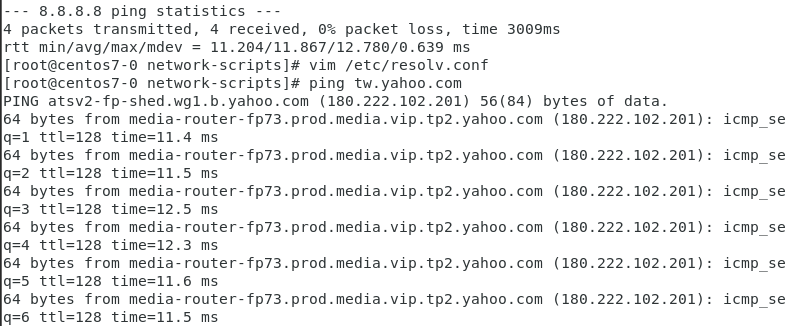 --- 8.8.8.8 ping statistics ---
4 packets transmitted, 4 received, 0% packet loss, time 3009ms
rtt min/avg/max/mdev = 11.204/11.867/12.780/0.639 ms
[root@centos7-0 network-scripts]# vim /etc/resolv.conf
[root@centos7-0 network-scripts]# ping tw.yahoo.com
PING atsv2-fp-shed.wg1.b.yahoo.com (180.222.102.201) 56(84) bytes of data.
64 bytes from media-router-fp73.prod.media.vip.tp2.yahoo.com (180.222.102.201): icmp_se
q=1 ttl=128 time=11.4 ms
64 bytes from media-router-fp73.prod.media.vip.tp2.yahoo.com (180.222.102.201): icmp_se
q=2 ttl=128 time=11.5 ms
64 bytes from media-router-fp73.prod.media.vip.tp2.yahoo.com (180.222.102.201): icmp_se
q=3 ttl=128 time=12.5 ms
64 bytes from media-router-fp73.prod.media.vip.tp2.yahoo.com (180.222.102.201): icmp_se
q=4 ttl=128 time=12.3 ms
64 bytes from media-router-fp73.prod.media.vip.tp2.yahoo.com (180.222.102.201): icmp_se
q=5 ttl=128 time=11.6 ms
64 bytes from media-router-fp73.prod.media.vip.tp2.yahoo.com (180.222.102.201): icmp_se
q=6 ttl=128 time=11.5 ms